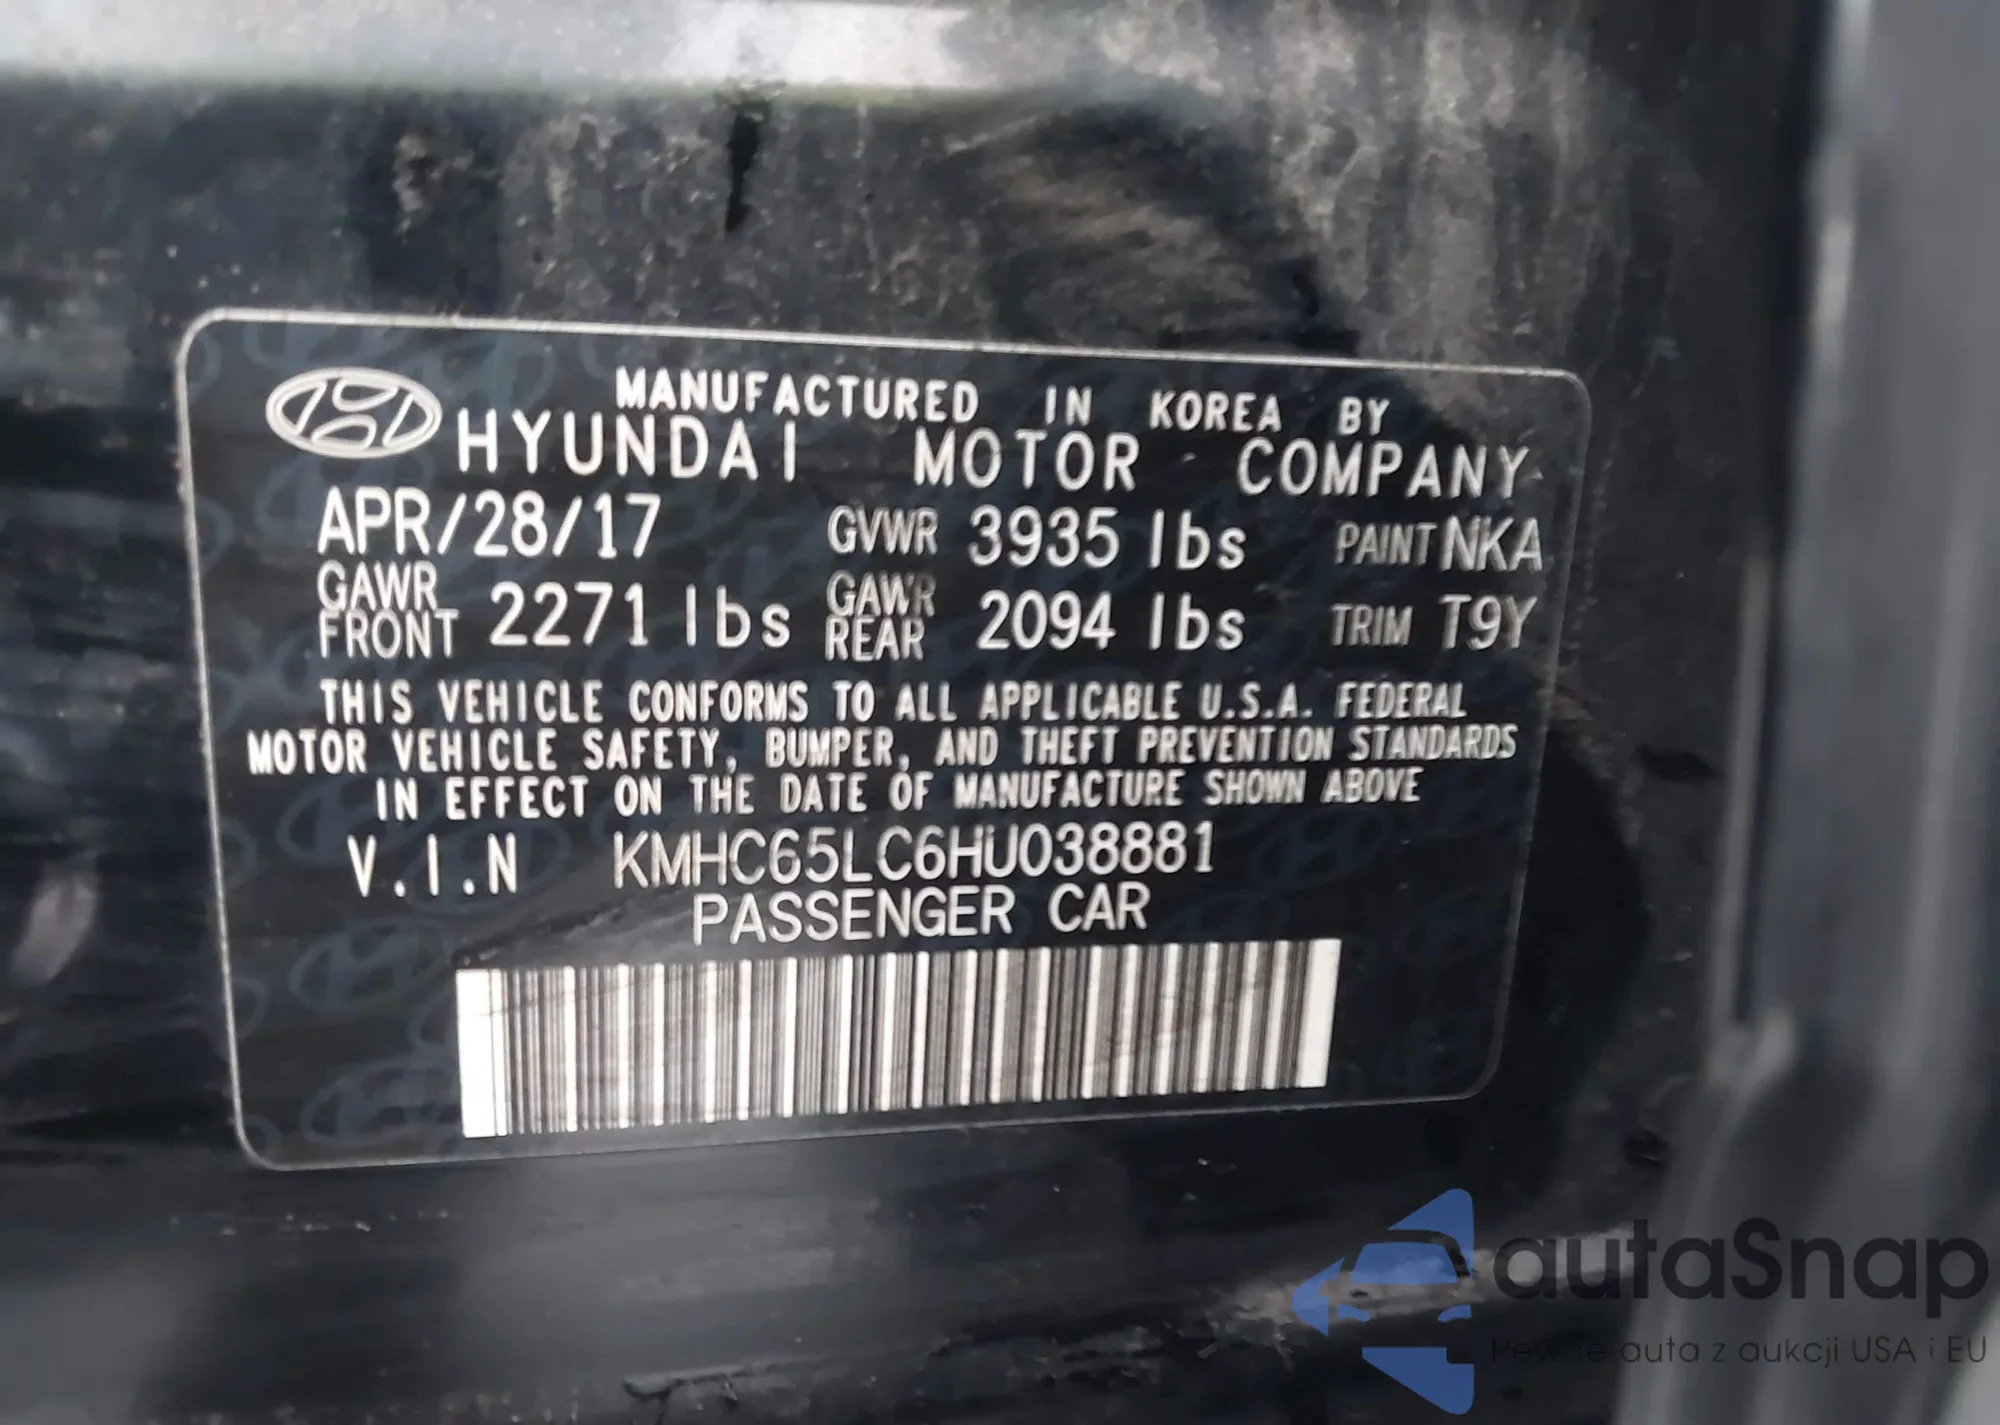 MANUFACTURED IN KOREA BY
HYUNDAI MOTOR COMPANY
APR/28/17 GVWR 3935 lbs PAINT NKA
GAWR FRONT 2271 lbs GAWR REAR 2094 lbs TRIM T9Y
THIS VEHICLE CONFORMS TO ALL APPLICABLE U.S.A. FEDERAL
MOTOR VEHICLE SAFETY, BUMPER, AND THEFT PREVENTION STANDARDS
IN EFFECT ON THE DATE OF MANUFACTURE SHOWN ABOVE
V.I.N KMHC65LC6HU038881
PASSENGER CAR
autaSnap
Pewne auta z aukcji USA i EU